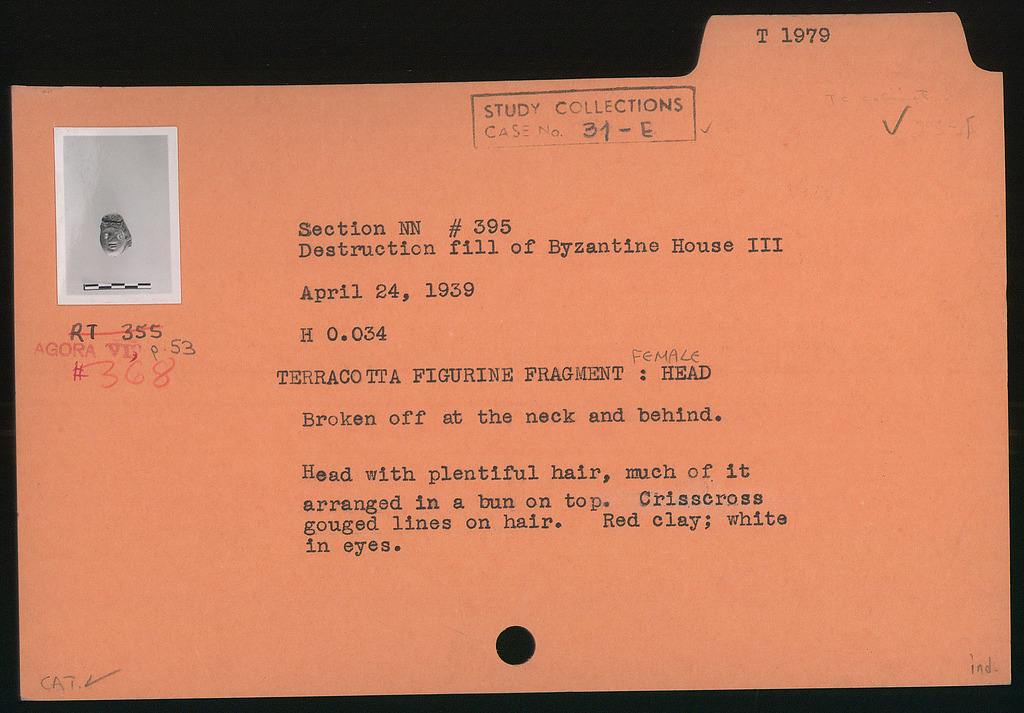 T 1979
STUDY COLLECTIONS
CASE No. 31-E
Section NN # 395
Destruction fill of Byzantine House III
April 24, 1939
H 0.034
RT 355
AGORA VI, p. 53
# 368
FEMALE
TERRACOTTA FIGURINE FRAGMENT : HEAD
Broken off at the neck and behind.
Head with plentiful hair, much of it
arranged in a bun on top. Crisscross
gouged lines on hair. Red clay; white
in eyes.
CAT. ✓
ind.